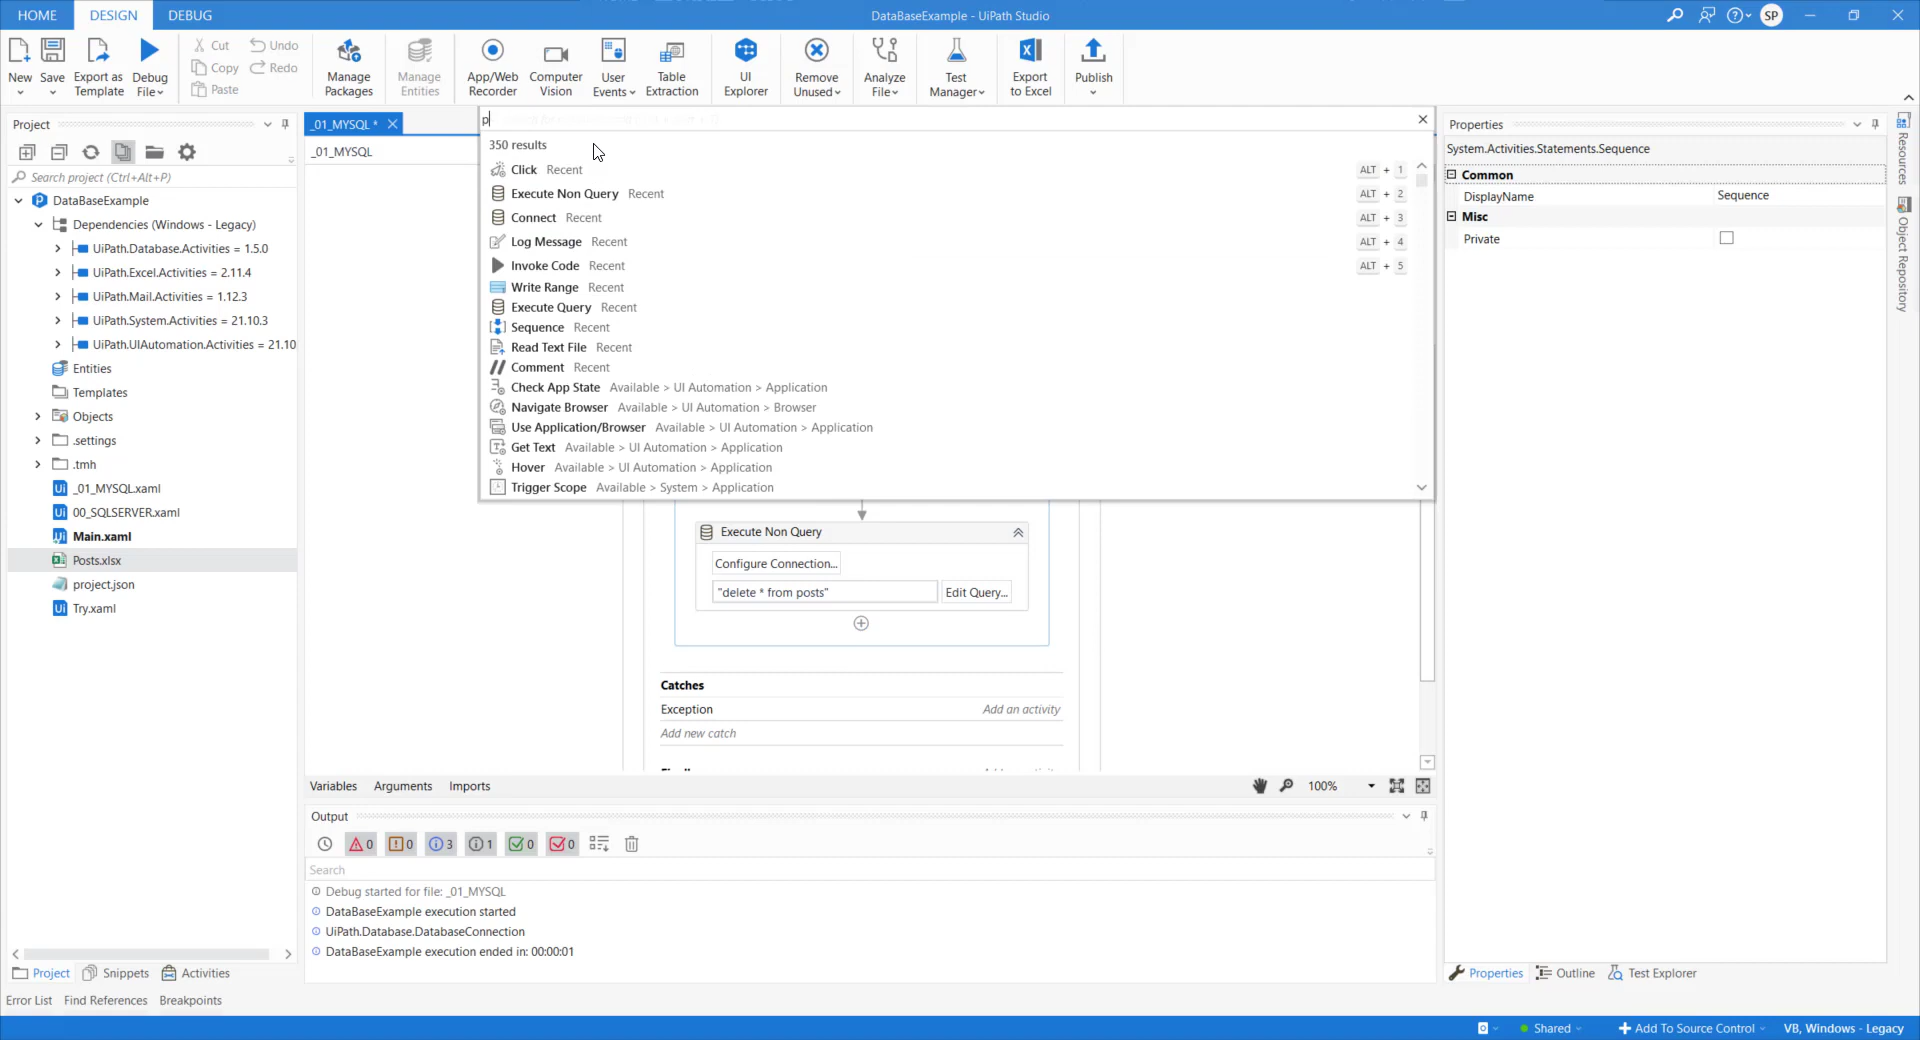 HOME DESIGN DEBUG DataBaseExample - UiPath Studio SP
New Save Export as Template Debug File Cut Copy Paste Undo Redo Manage Packages Manage Entities App/Web Recorder Computer Vision User Events Table Extraction UI Explorer Remove Unused Analyze File Test Manager Export to Excel Publish
Project
Search project (Ctrl+Alt+P)
DataBaseExample
Dependencies (Windows - Legacy)
UiPath.Database.Activities = 1.5.0
UiPath.Excel.Activities = 2.11.4
UiPath.Mail.Activities = 1.12.3
UiPath.System.Activities = 21.10.3
UiPath.UIAutomation.Activities = 21.10
Entities
Templates
Objects
.settings
.tmh
_01_MYSQL.xaml
00_SQLSERVER.xaml
Main.xaml
Posts.xlsx
project.json
Try.xaml
Project Snippets Activities
_01_MYSQL *
_01_MYSQL
p
350 results
Click Recent ALT + 1
Execute Non Query Recent ALT + 2
Connect Recent ALT + 3
Log Message Recent ALT + 4
Invoke Code Recent ALT + 5
Write Range Recent
Execute Query Recent
Sequence Recent
Read Text File Recent
Comment Recent
Check App State Available > UI Automation > Application
Navigate Browser Available > UI Automation > Browser
Use Application/Browser Available > UI Automation > Application
Get Text Available > UI Automation > Application
Hover Available > UI Automation > Application
Trigger Scope Available > System > Application
Execute Non Query
Configure Connection...
"delete * from posts" Edit Query...
Catches
Exception Add an activity
Add new catch
Variables Arguments Imports 100%
Output
0 0 3 1 0 0
Search
Debug started for file: _01_MYSQL
DataBaseExample execution started
UiPath.Database.DatabaseConnection
DataBaseExample execution ended in: 00:00:01
Properties
System.Activities.Statements.Sequence
Common
DisplayName Sequence
Misc
Private
Properties Outline Test Explorer
Resources
Object Repository
Error List Find References Breakpoints
Shared Add To Source Control VB, Windows - Legacy